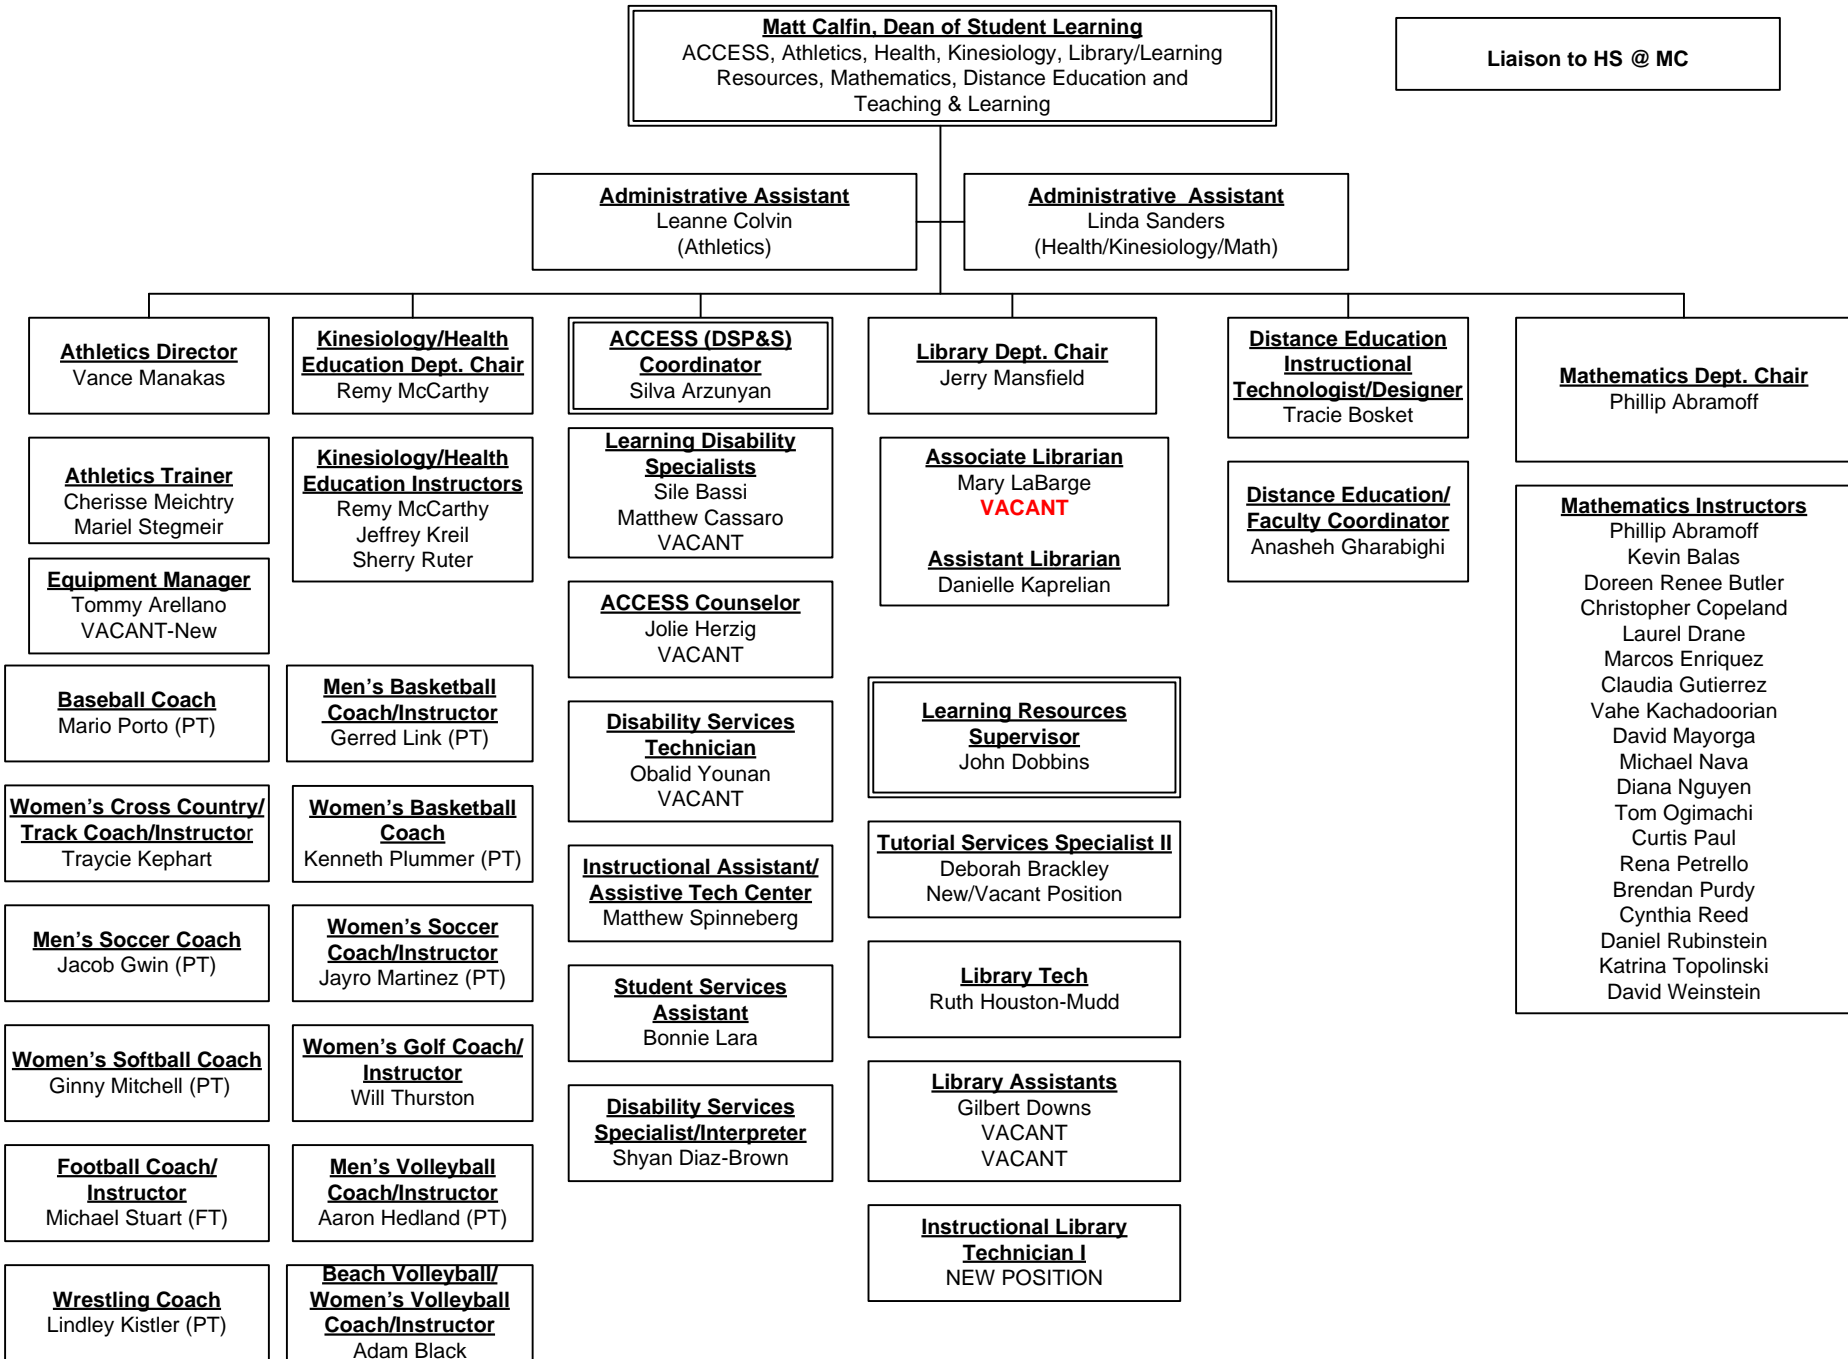 Matt Calfin, Dean of Student Learning
ACCESS, Athletics, Health, Kinesiology, Library/Learning
Resources, Mathematics, Distance Education and
Teaching & Learning
Liaison to HS @ MC
Administrative Assistant
Leanne Colvin
(Athletics)
Administrative Assistant
Linda Sanders
(Health/Kinesiology/Math)
Athletics Director
Vance Manakas
Kinesiology/Health
Education Dept. Chair
Remy McCarthy
ACCESS (DSP&S)
Coordinator
Silva Arzunyan
Library Dept. Chair
Jerry Mansfield
Distance Education
Instructional
Technologist/Designer
Tracie Bosket
Mathematics Dept. Chair
Phillip Abramoff
Athletics Trainer
Cherisse Meichtry
Mariel Stegmeir
Equipment Manager
Tommy Arellano
VACANT-New
Baseball Coach
Mario Porto (PT)
Women’s Cross Country/
Track Coach/Instructor
Traycie Kephart
Men’s Soccer Coach
Jacob Gwin (PT)
Women’s Softball Coach
Ginny Mitchell (PT)
Football Coach/
Instructor
Michael Stuart (FT)
Wrestling Coach
Lindley Kistler (PT)
Kinesiology/Health
Education Instructors
Remy McCarthy
Jeffrey Kreil
Sherry Ruter
Men’s Basketball
Coach/Instructor
Gerred Link (PT)
Women’s Basketball
Coach
Kenneth Plummer (PT)
Women’s Soccer
Coach/Instructor
Jayro Martinez (PT)
Women’s Golf Coach/
Instructor
Will Thurston
Men’s Volleyball
Coach/Instructor
Aaron Hedland (PT)
Beach Volleyball/
Women’s Volleyball
Coach/Instructor
Adam Black
Learning Disability
Specialists
Sile Bassi
Matthew Cassaro
VACANT
ACCESS Counselor
Jolie Herzig
VACANT
Disability Services
Technician
Obalid Younan
VACANT
Instructional Assistant/
Assistive Tech Center
Matthew Spinneberg
Student Services
Assistant
Bonnie Lara
Disability Services
Specialist/Interpreter
Shyan Diaz-Brown
Associate Librarian
Mary LaBarge
VACANT
Assistant Librarian
Danielle Kaprelian
Learning Resources
Supervisor
John Dobbins
Tutorial Services Specialist II
Deborah Brackley
New/Vacant Position
Library Tech
Ruth Houston-Mudd
Library Assistants
Gilbert Downs
VACANT
VACANT
Instructional Library
Technician I
NEW POSITION
Distance Education/
Faculty Coordinator
Anasheh Gharabighi
Mathematics Instructors
Phillip Abramoff
Kevin Balas
Doreen Renee Butler
Christopher Copeland
Laurel Drane
Marcos Enriquez
Claudia Gutierrez
Vahe Kachadoorian
David Mayorga
Michael Nava
Diana Nguyen
Tom Ogimachi
Curtis Paul
Rena Petrello
Brendan Purdy
Cynthia Reed
Daniel Rubinstein
Katrina Topolinski
David Weinstein